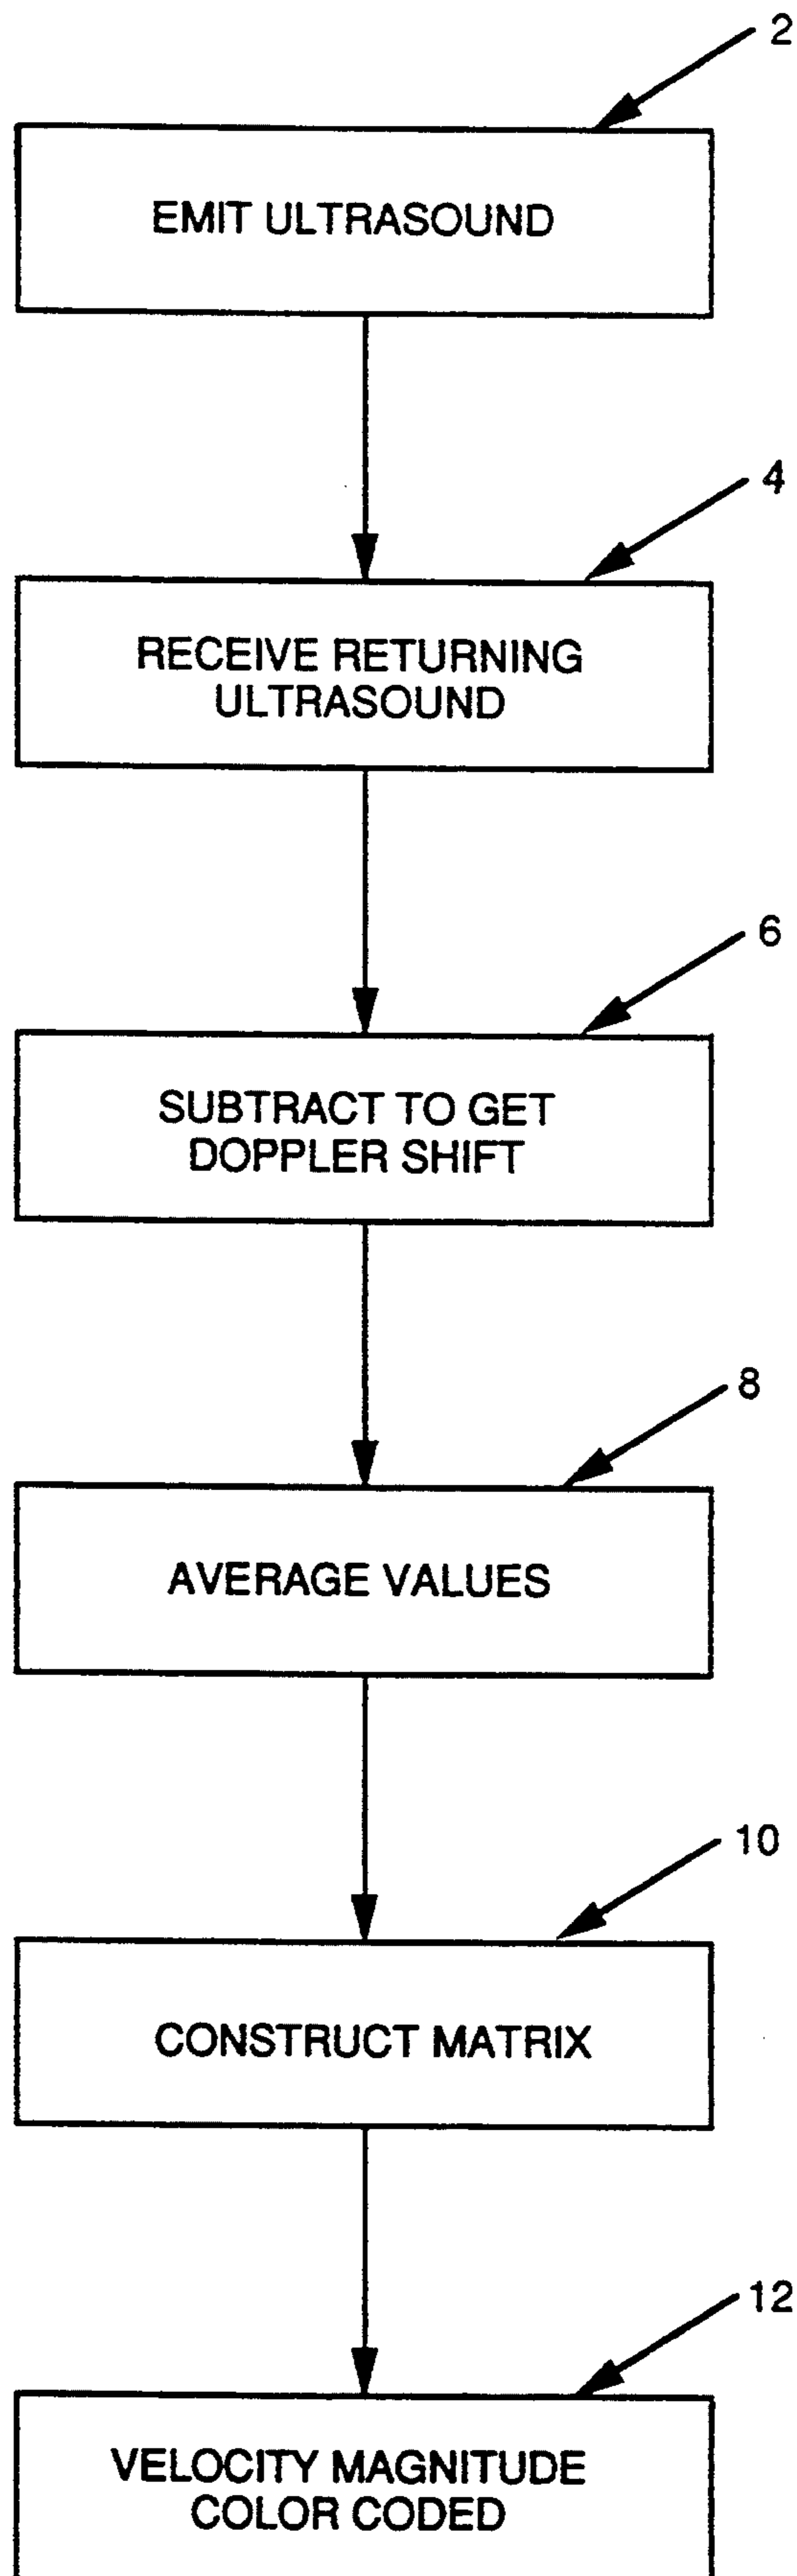 2
EMIT ULTRASOUND
4
RECEIVE RETURNING
ULTRASOUND
6
SUBTRACT TO GET
DOPPLER SHIFT
8
AVERAGE VALUES
10
CONSTRUCT MATRIX
12
VELOCITY MAGNITUDE
COLOR CODED